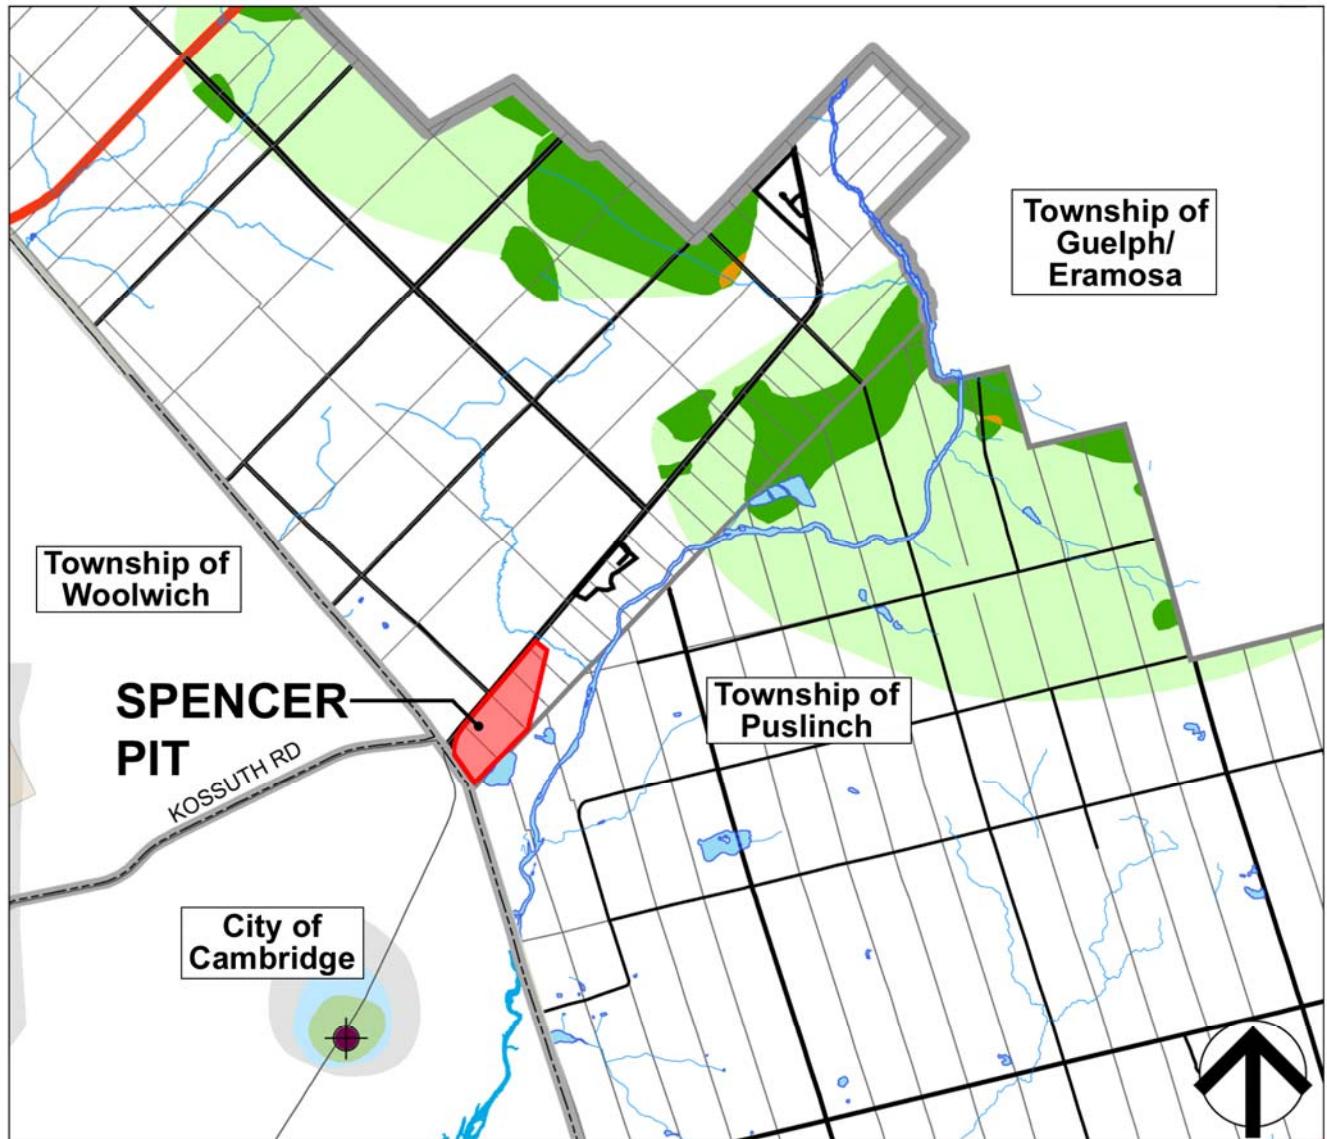 Township of
Guelph/
Eramosa
Township of
Woolwich
SPENCER
PIT
Township of
Puslinch
KOSSUTH RD
City of
Cambridge